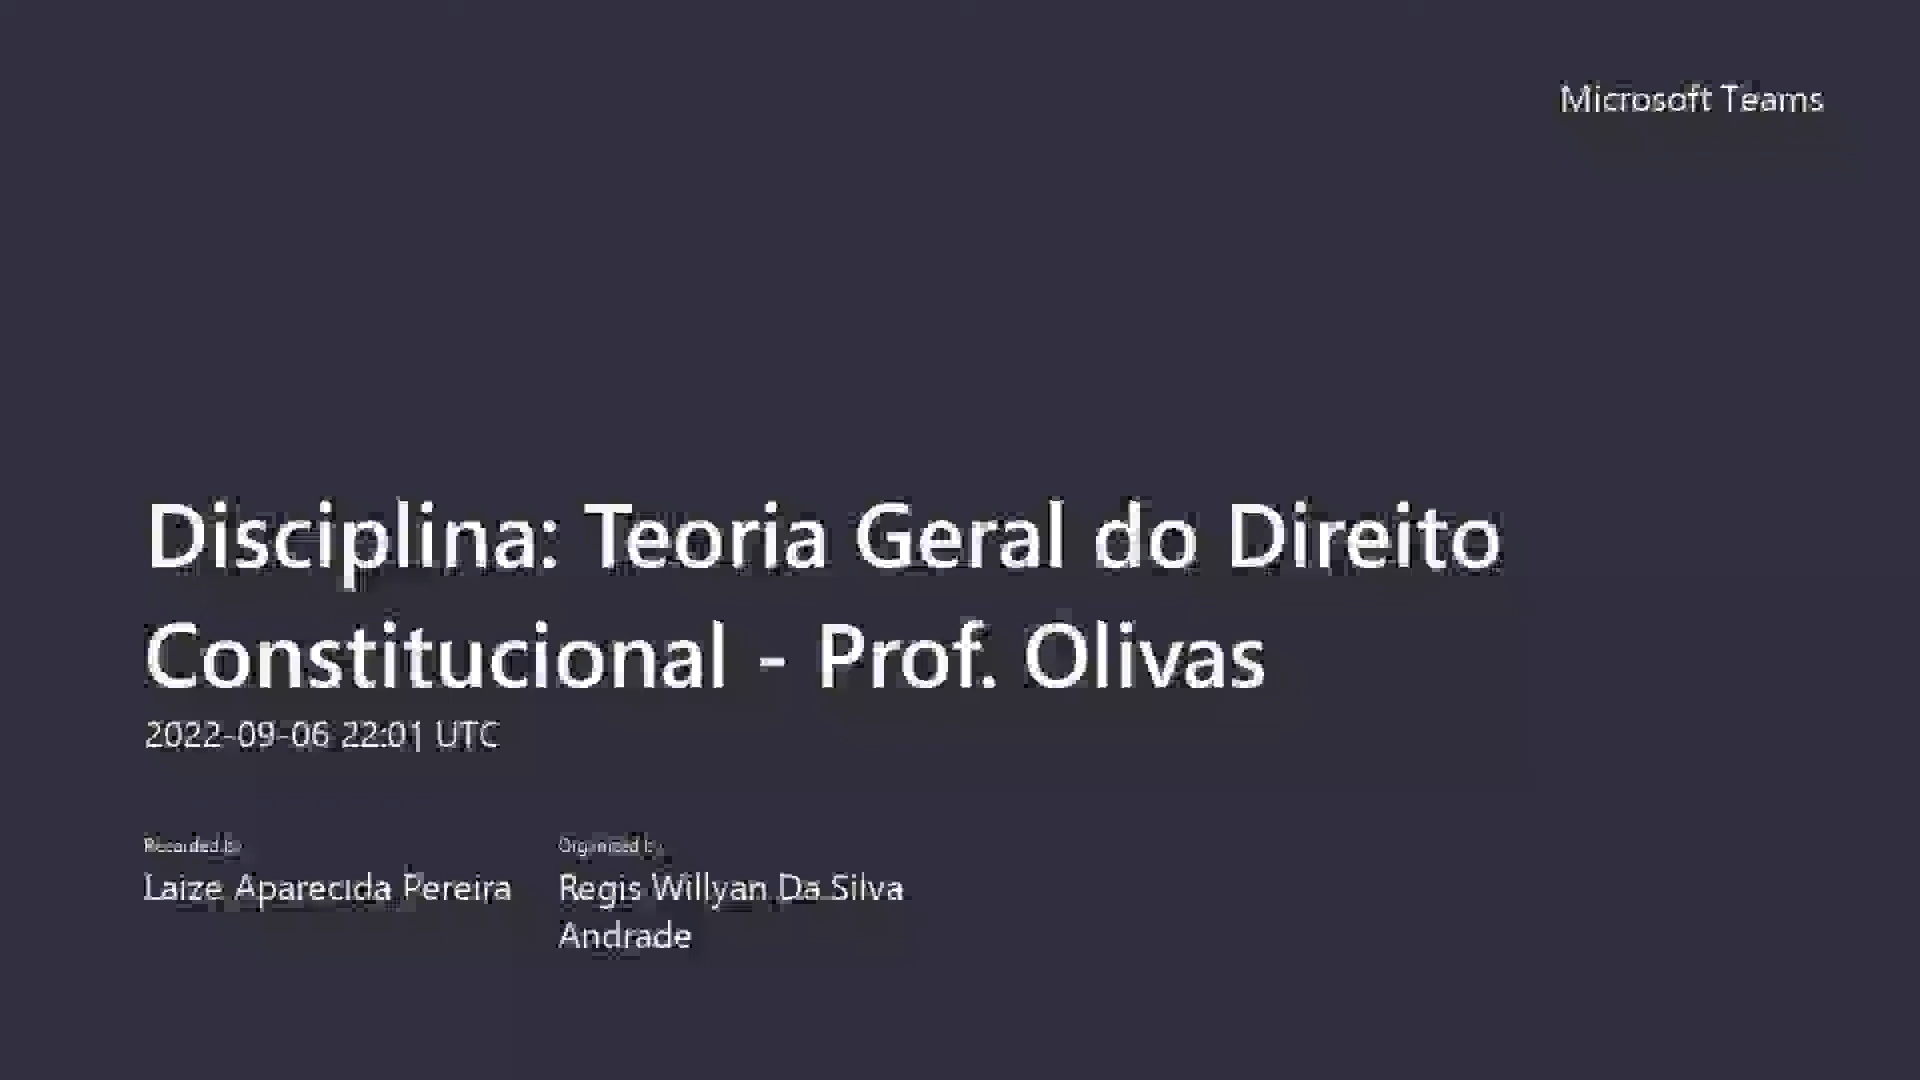 Microsoft Teams
Disciplina: Teoria Geral do Direito
Constitucional - Prof. Olivas
2022-09-06 22:01 UTC
Recorded by
Organized by
Laize Aparecida Pereira
Regis Willyan Da Silva
Andrade